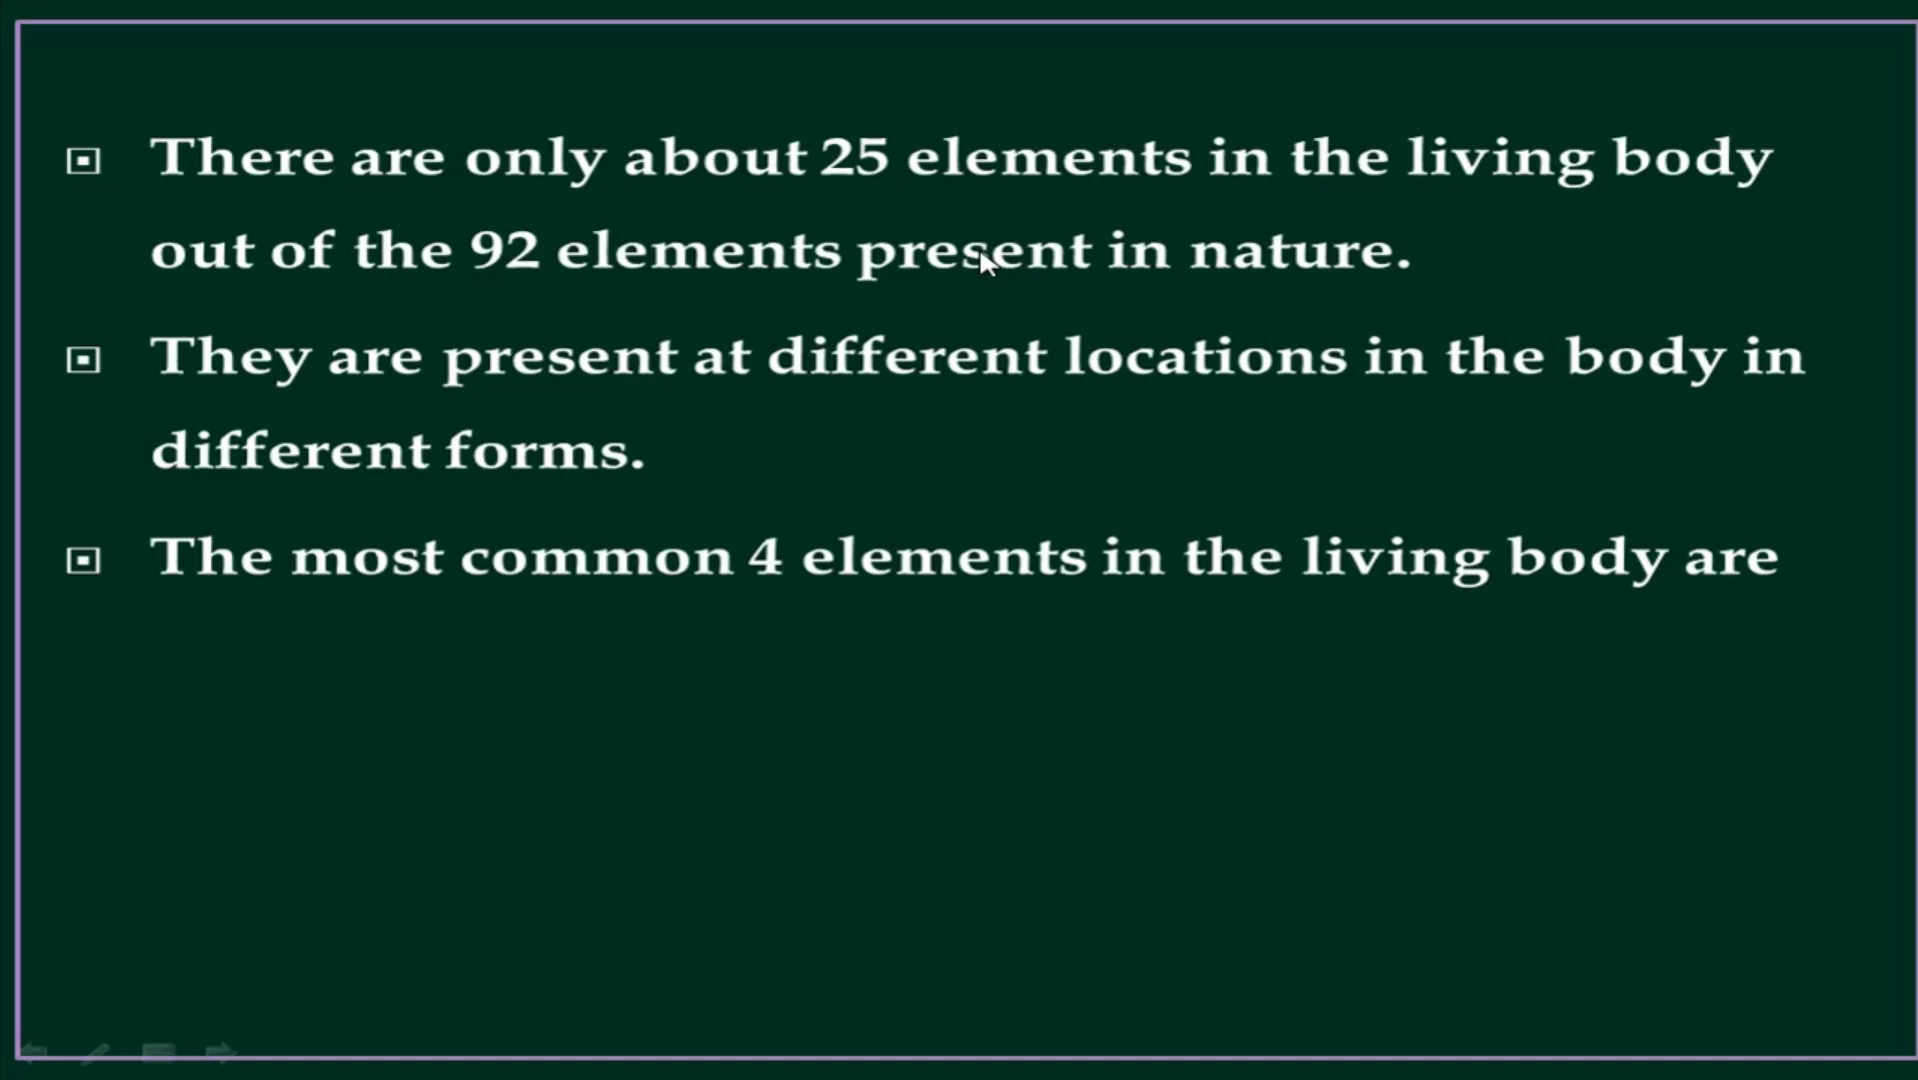 There are only about 25 elements in the living body
out of the 92 elements present in nature.
They are present at different locations in the body in
different forms.
The most common 4 elements in the living body are